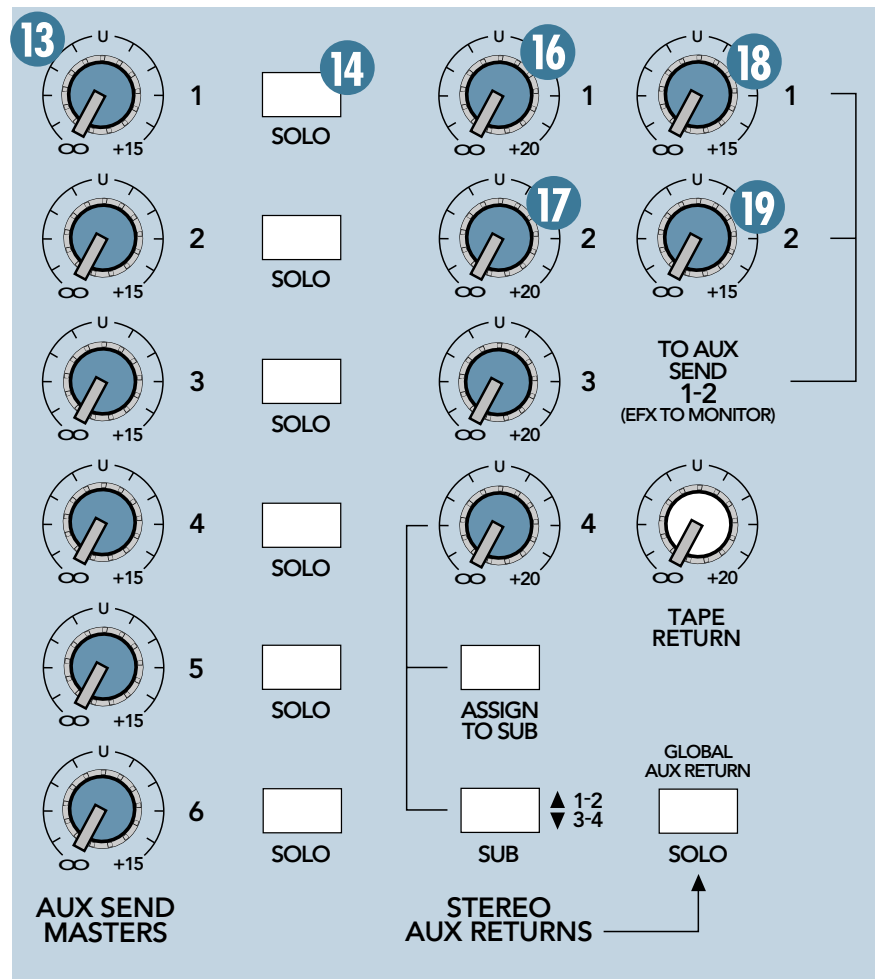 13
U
1
∞ +15
14
SOLO
16
U
1
∞ +20
18
U
1
∞ +15
U
2
∞ +15
SOLO
17
U
2
∞ +20
19
U
2
∞ +15
U
3
∞ +15
SOLO
U
3
∞ +20
TO AUX
SEND
1-2
(EFX TO MONITOR)
U
4
∞ +15
SOLO
U
4
∞ +20
U
∞ +20
TAPE
RETURN
U
5
∞ +15
SOLO
ASSIGN
TO SUB
U
6
∞ +15
SOLO
▲ 1-2
▼ 3-4
SUB
GLOBAL
AUX RETURN
SOLO
AUX SEND
MASTERS
STEREO
AUX RETURNS